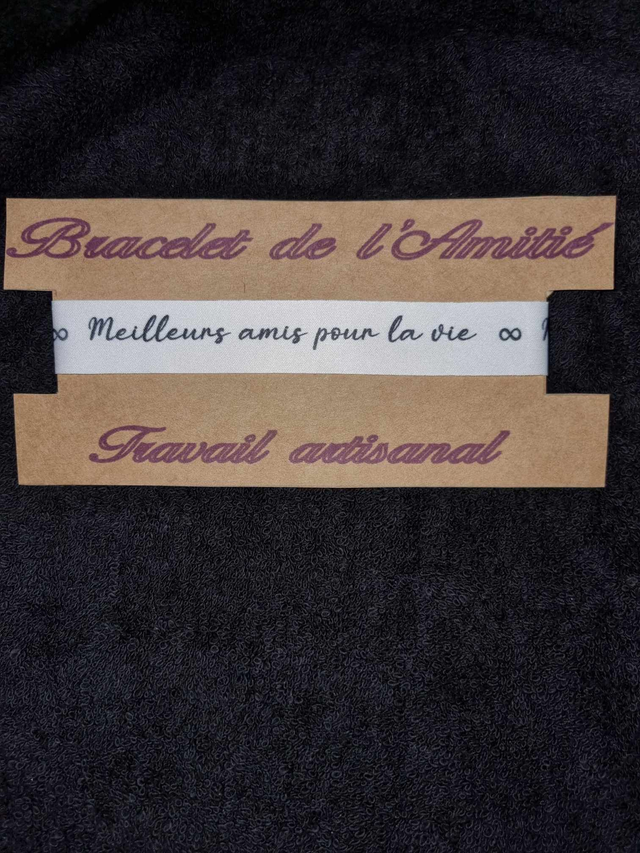 Bracelet de l'Amitié
∞ Meilleurs amis pour la vie ∞
Travail artisanal